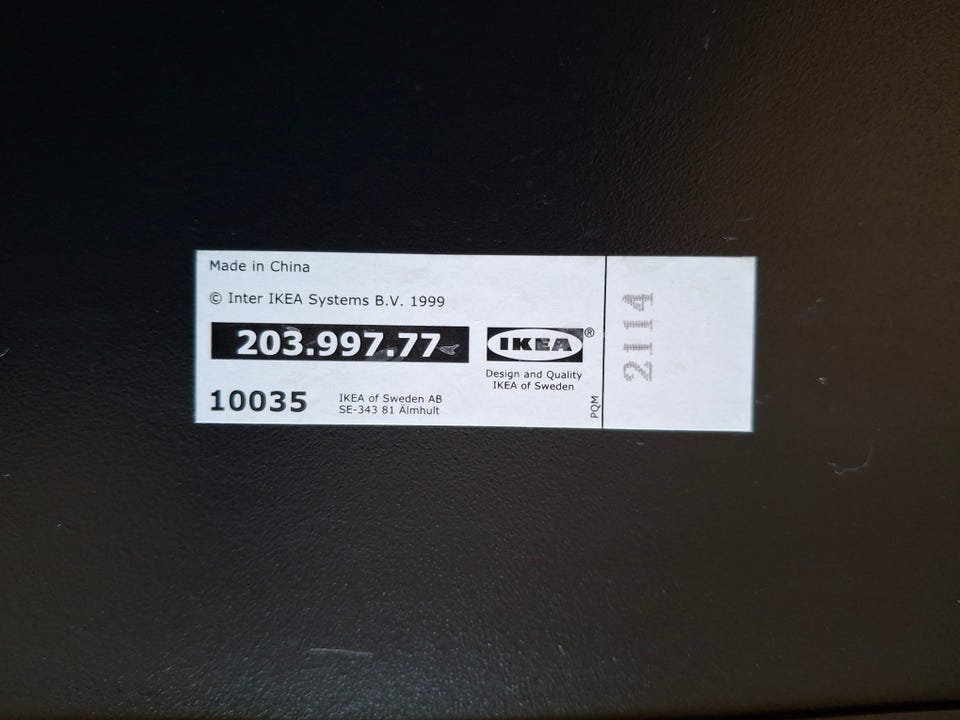 Made in China
© Inter IKEA Systems B.V. 1999
203.997.77
10035
IKEA of Sweden AB
SE-343 81 Älmhult
IKEA®
Design and Quality
IKEA of Sweden
PQM
2114